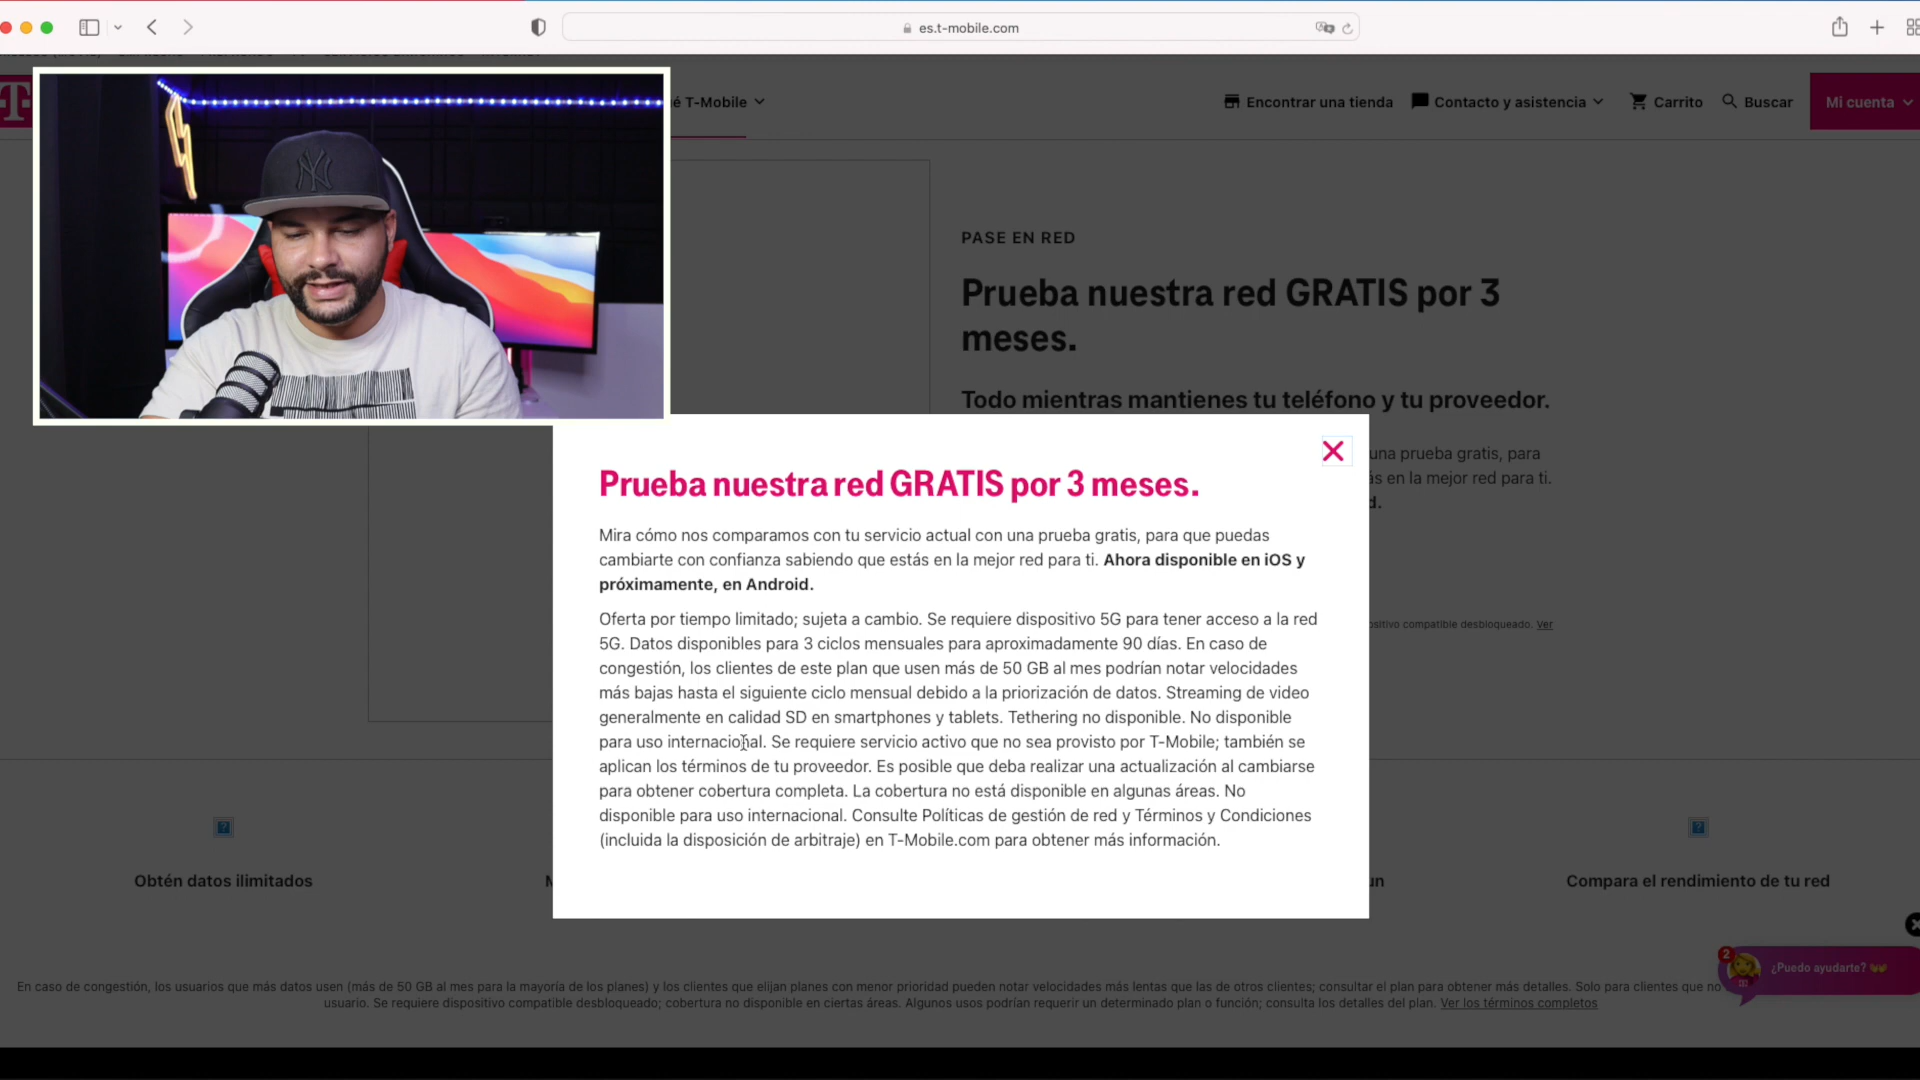 es.t-mobile.com
é T-Mobile
Encontrar una tienda
Contacto y asistencia
Carrito
Buscar
Mi cuenta
T
NY
PASE EN RED
Prueba nuestra red GRATIS por 3
meses.
Todo mientras mantienes tu teléfono y tu proveedor.
una prueba gratis, para
ás en la mejor red para ti.
d.
sitivo compatible desbloqueado. Ver
Prueba nuestra red GRATIS por 3 meses.
Mira cómo nos comparamos con tu servicio actual con una prueba gratis, para que puedas
cambiarte con confianza sabiendo que estás en la mejor red para ti. Ahora disponible en iOS y
próximamente, en Android.
Oferta por tiempo limitado; sujeta a cambio. Se requiere dispositivo 5G para tener acceso a la red
5G. Datos disponibles para 3 ciclos mensuales para aproximadamente 90 días. En caso de
congestión, los clientes de este plan que usen más de 50 GB al mes podrían notar velocidades
más bajas hasta el siguiente ciclo mensual debido a la priorización de datos. Streaming de video
generalmente en calidad SD en smartphones y tablets. Tethering no disponible. No disponible
para uso internacional. Se requiere servicio activo que no sea provisto por T-Mobile; también se
aplican los términos de tu proveedor. Es posible que deba realizar una actualización al cambiarse
para obtener cobertura completa. La cobertura no está disponible en algunas áreas. No
disponible para uso internacional. Consulte Políticas de gestión de red y Términos y Condiciones
(incluida la disposición de arbitraje) en T-Mobile.com para obtener más información.
Obtén datos ilimitados
un
Compara el rendimiento de tu red
2
¿Puedo ayudarte?
En caso de congestión, los usuarios que más datos usen (más de 50 GB al mes para la mayoría de los planes) y los clientes que elijan planes con menor prioridad pueden notar velocidades más lentas que las de otros clientes; consultar el plan para obtener más detalles. Solo para clientes que no
usuario. Se requiere dispositivo compatible desbloqueado; cobertura no disponible en ciertas áreas. Algunos usos podrían requerir un determinado plan o función; consulta los detalles del plan. Ver los términos completos